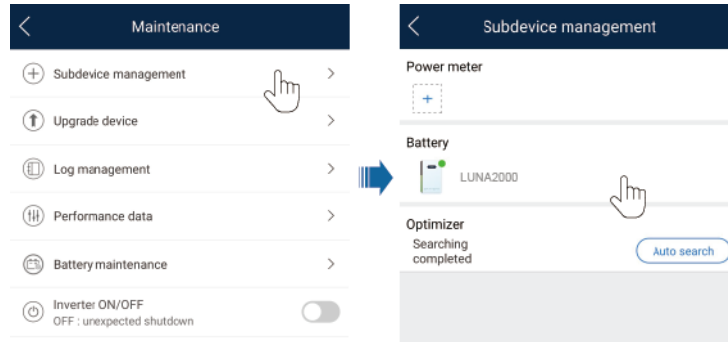 Maintenance
Subdevice management
Upgrade device
Log management
Performance data
Battery maintenance
Inverter ON/OFF
OFF : unexpected shutdown
Subdevice management
Power meter
Battery
LUNA2000
Optimizer
Searching
completed
Auto search